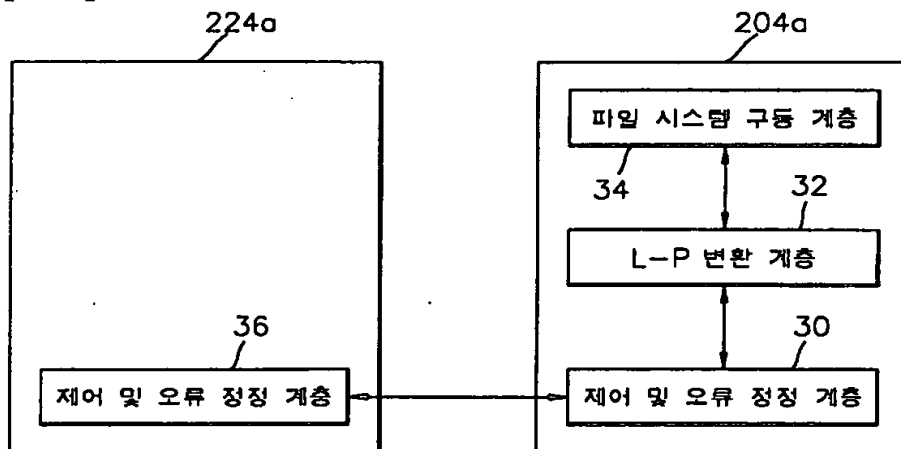 224a
204a
파일 시스템 구동 계층
34
32
L-P 변환 계층
36
30
제어 및 오류 정정 계층
제어 및 오류 정정 계층